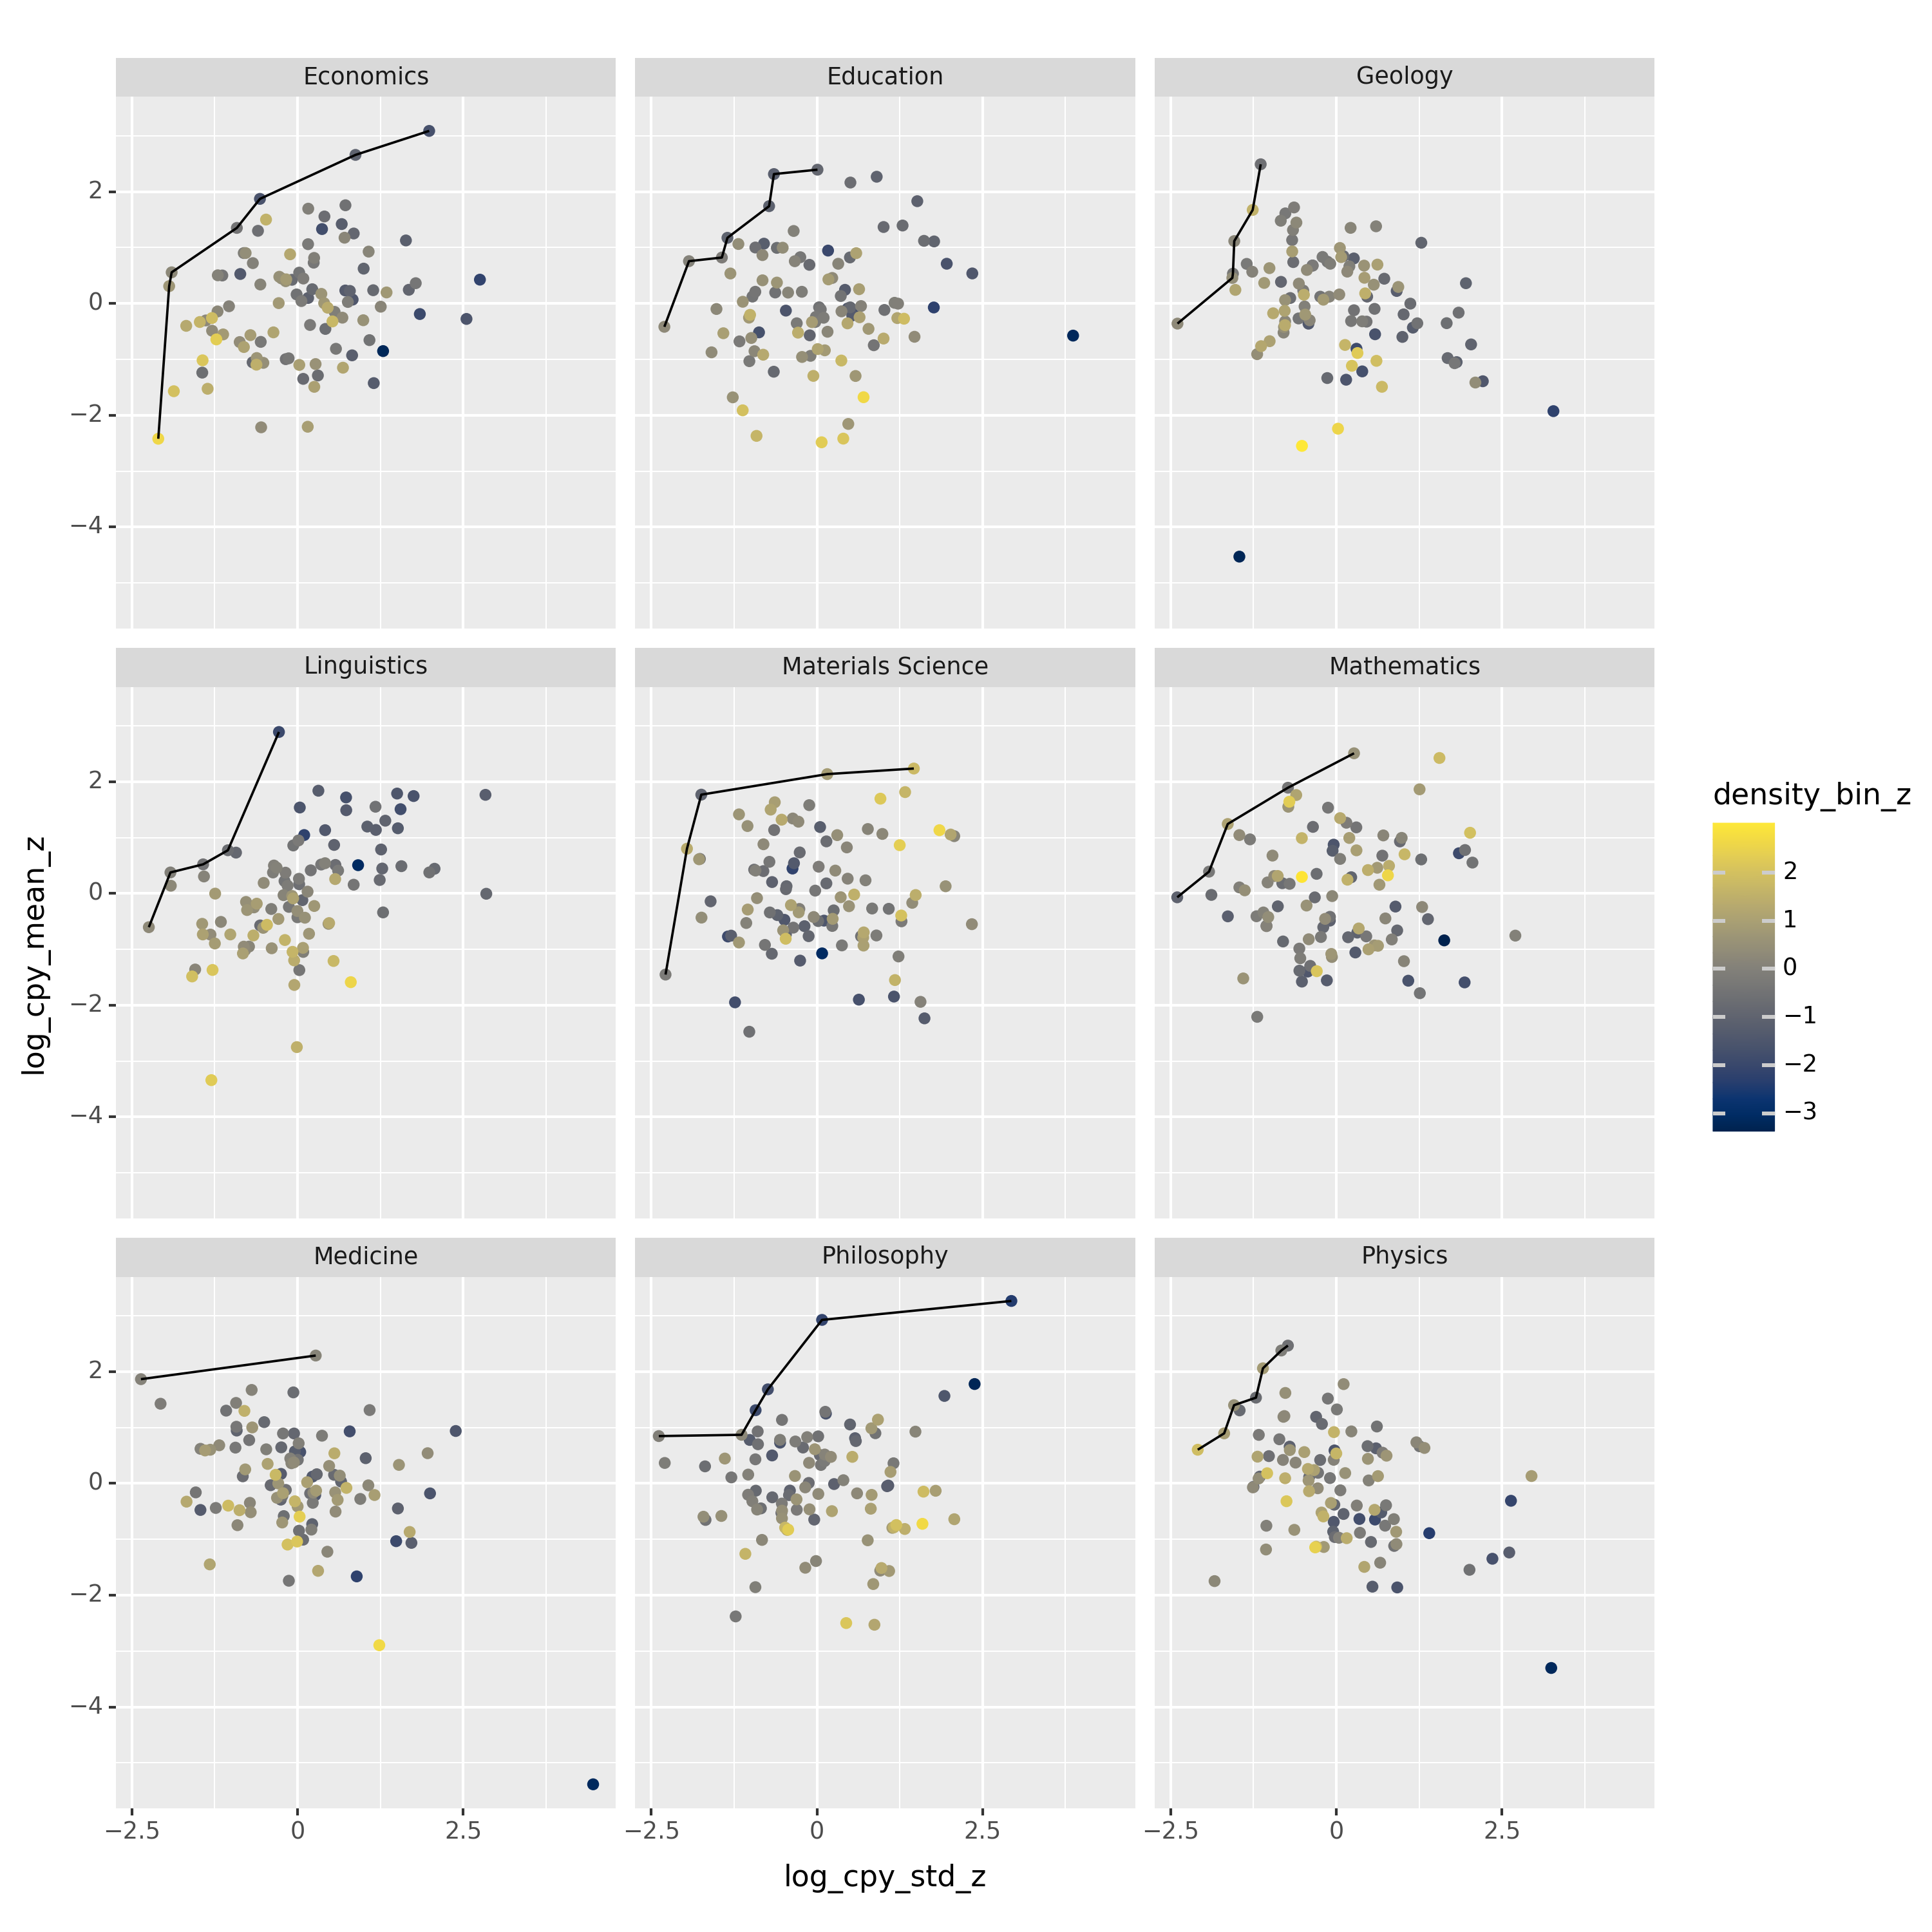 Economics
Education
Geology
2
0
−2
−4
Linguistics
Materials Science
Mathematics
2
0
−2
−4
Medicine
Philosophy
Physics
2
0
−2
−4
−2.5 0 2.5
−2.5 0 2.5
−2.5 0 2.5
log_cpy_std_z
log_cpy_mean_z
density_bin_z
2
1
0
−1
−2
−3